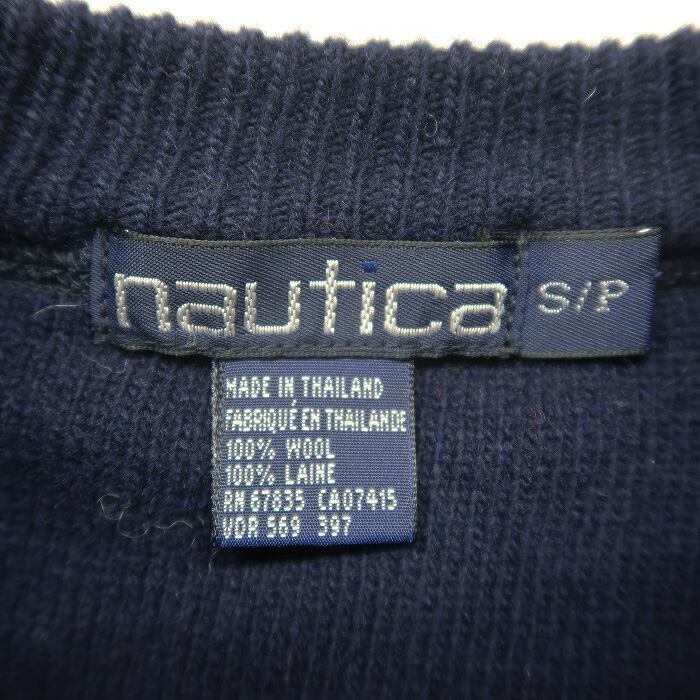 nautica
S/P
MADE IN THAILAND
FABRIQUÉ EN THAILANDE
100% WOOL
100% LAINE
RN 67835 CA07415
VDR 569 397